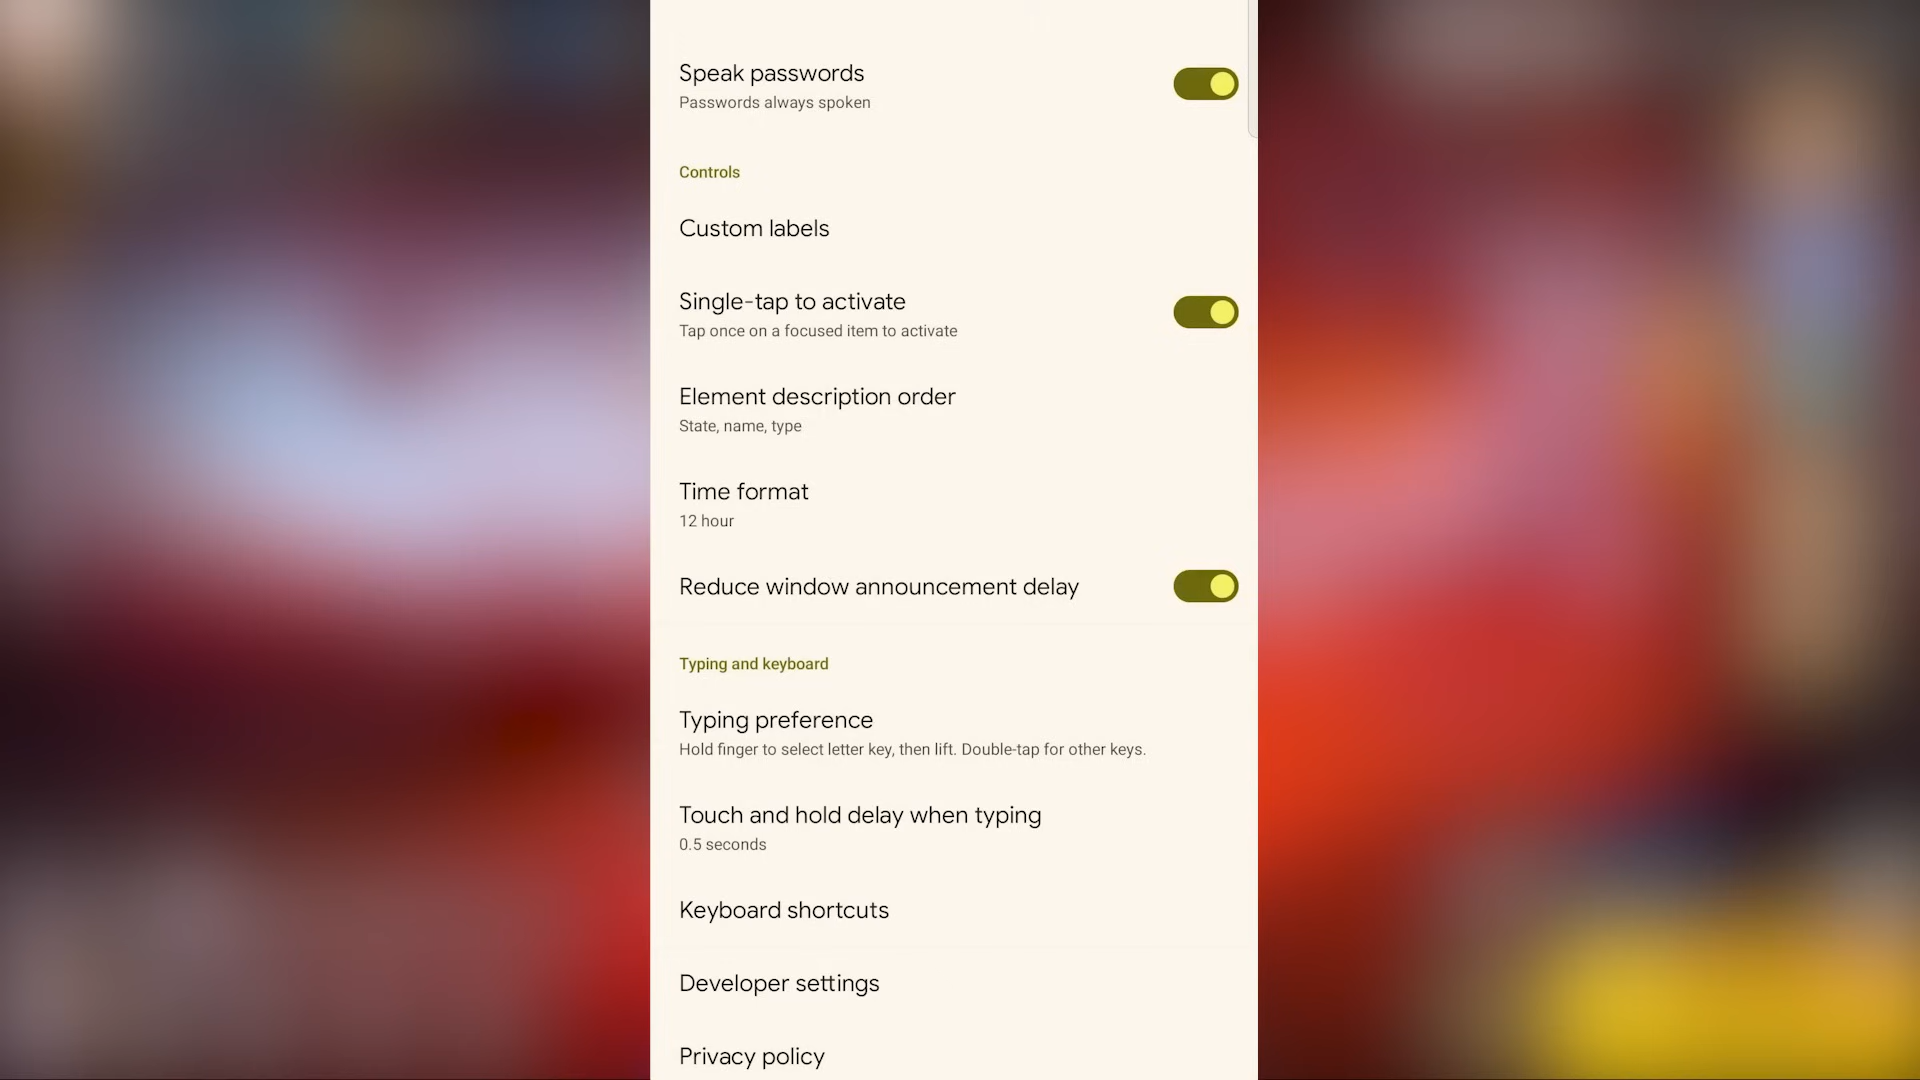 Speak passwords
Passwords always spoken
Controls
Custom labels
Single-tap to activate
Tap once on a focused item to activate
Element description order
State, name, type
Time format
12 hour
Reduce window announcement delay
Typing and keyboard
Typing preference
Hold finger to select letter key, then lift. Double-tap for other keys.
Touch and hold delay when typing
0.5 seconds
Keyboard shortcuts
Developer settings
Privacy policy